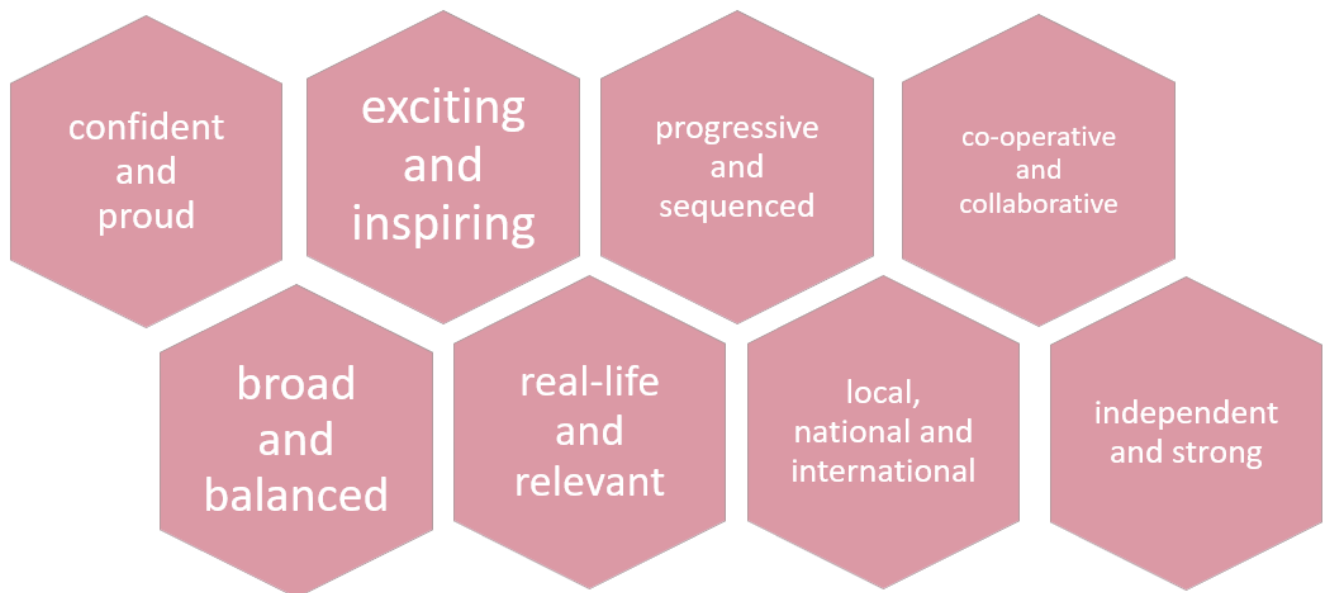 confident
and
proud
exciting
and
inspiring
progressive
and
sequenced
co-operative
and
collaborative
broad
and
balanced
real-life
and
relevant
local,
national and
international
independent
and strong